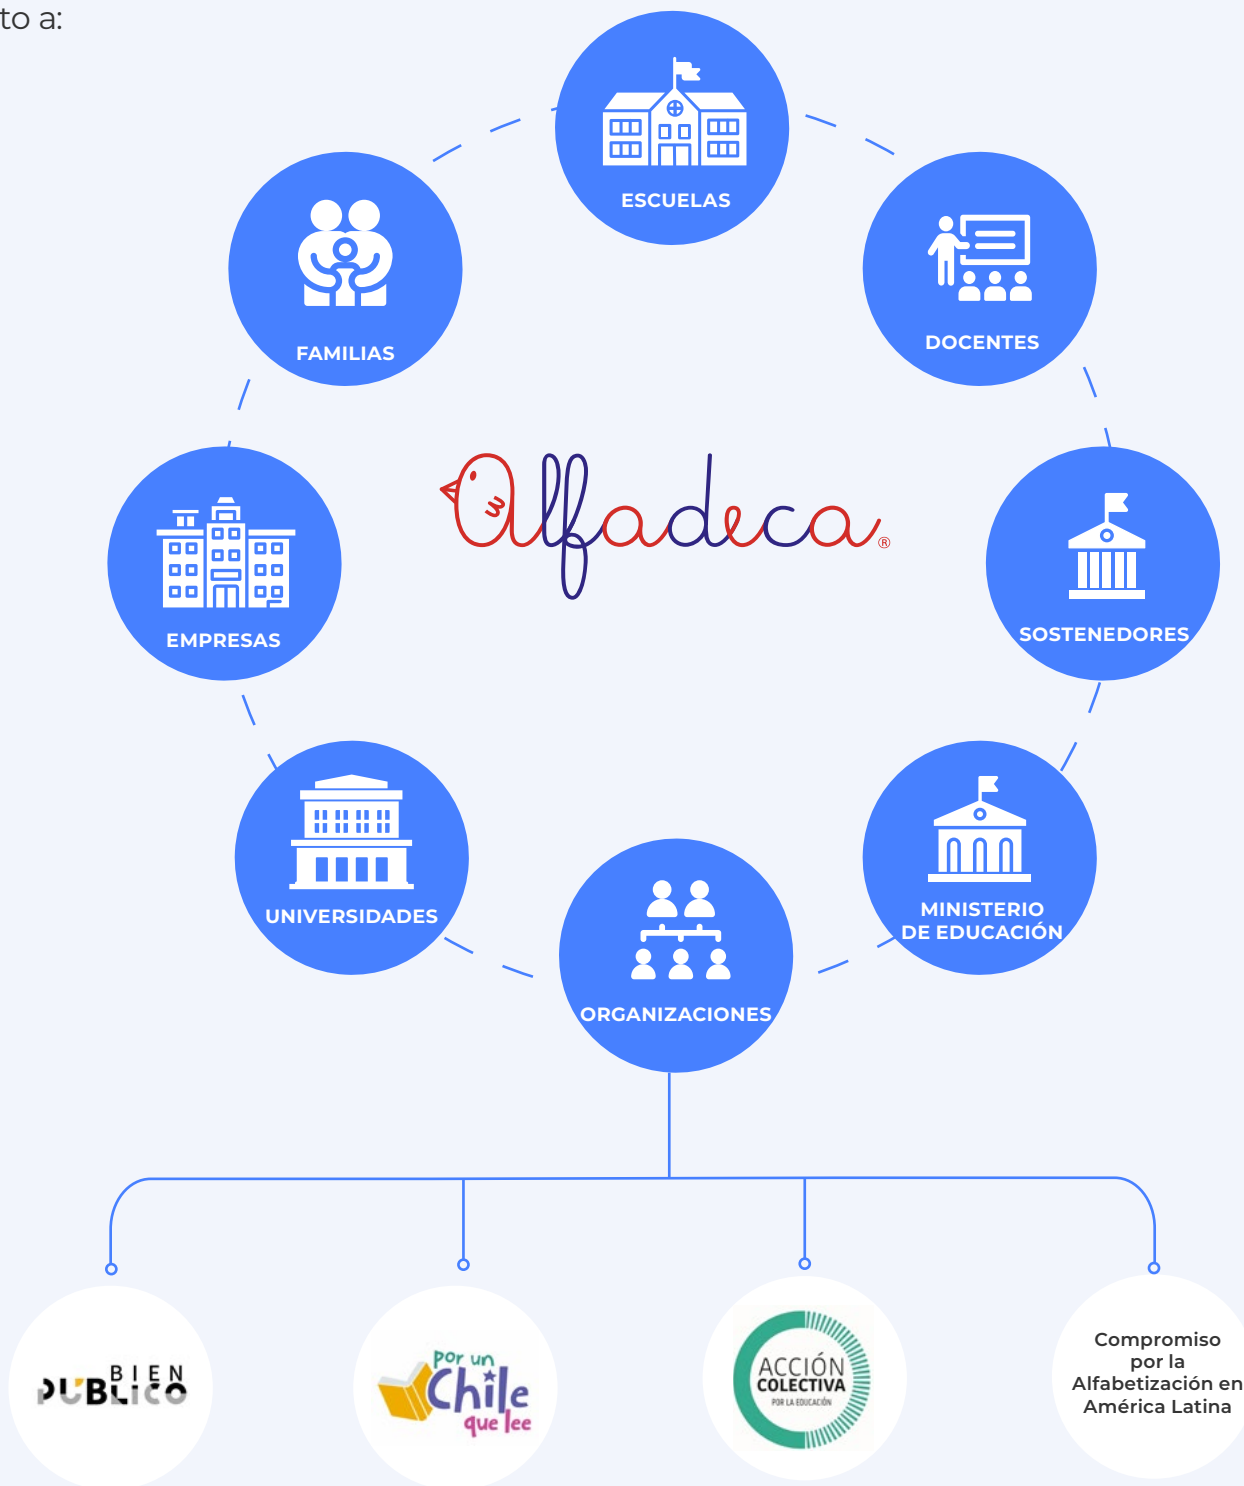 to a:
ESCUELAS
FAMILIAS
DOCENTES
alfadeca®
EMPRESAS
SOSTENEDORES
UNIVERSIDADES
MINISTERIO
DE EDUCACIÓN
ORGANIZACIONES
BIEN
PÚBLICO
por un
Chile
que lee
ACCIÓN
COLECTIVA
POR LA EDUCACIÓN
Compromiso
por la
Alfabetización en
América Latina